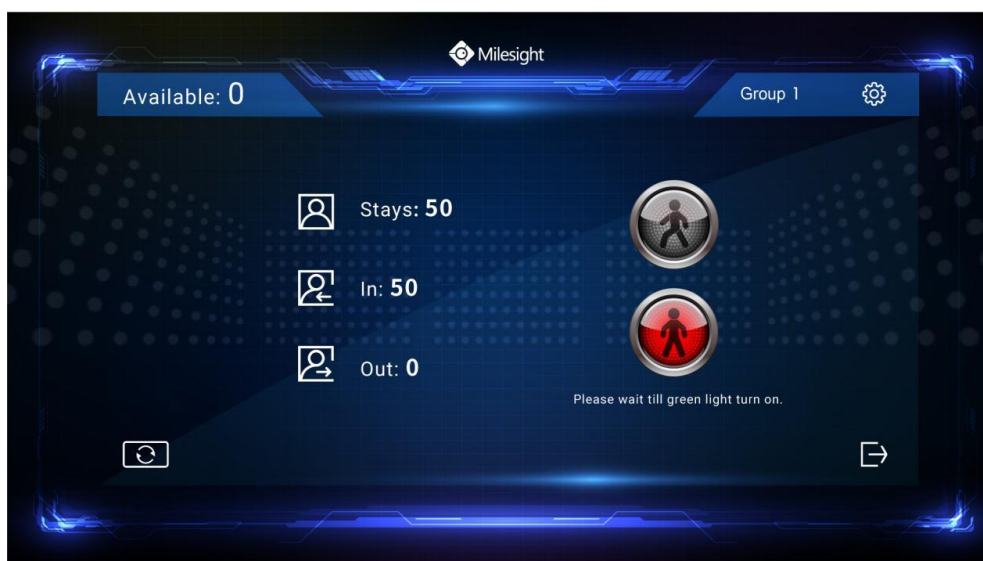 Milesight
Available: 0
Group 1
Stays: 50
In: 50
Out: 0
Please wait till green light turn on.